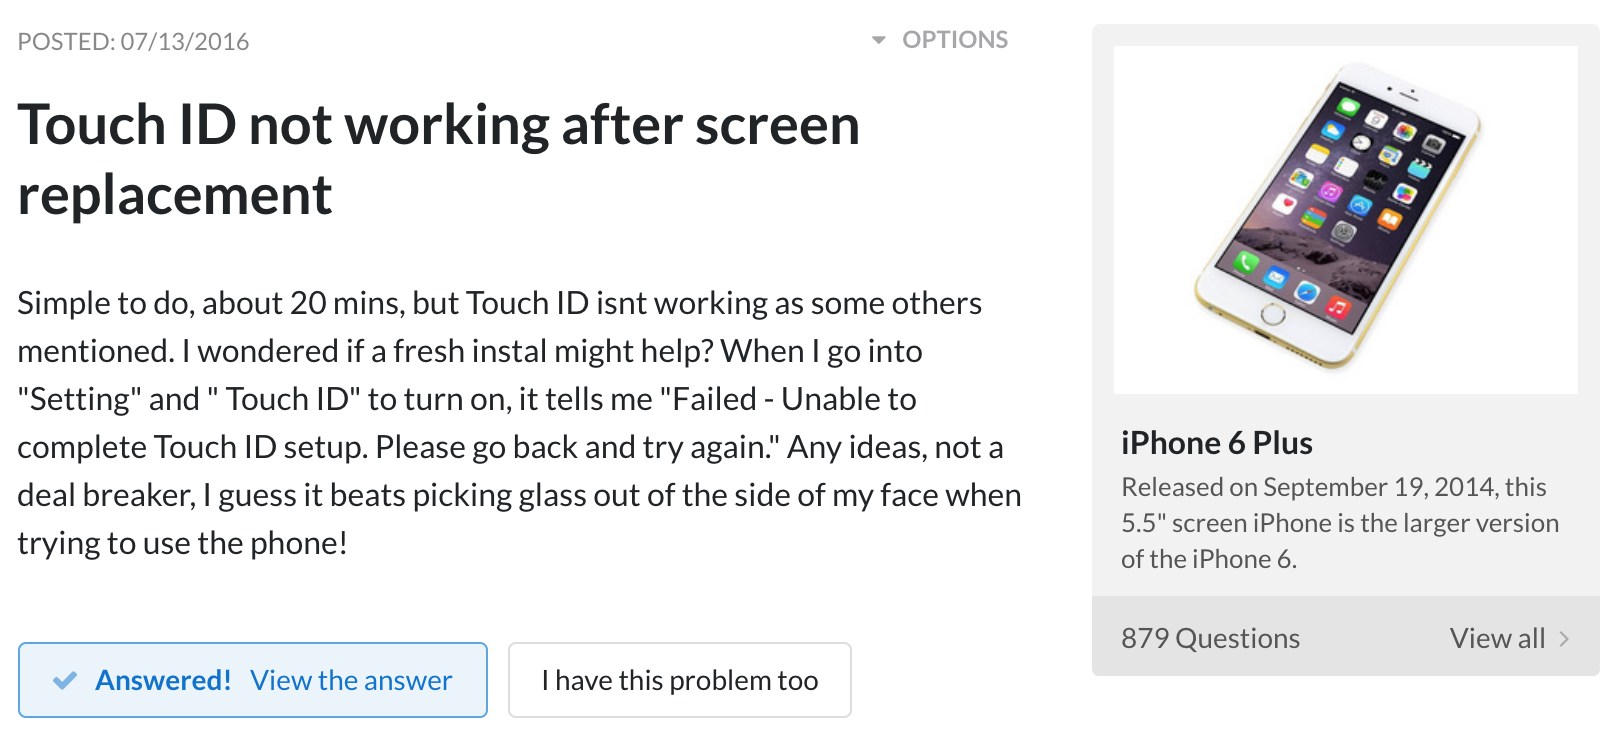 POSTED: 07/13/2016
OPTIONS
Touch ID not working after screen
replacement
Simple to do, about 20 mins, but Touch ID isnt working as some others
mentioned. I wondered if a fresh instal might help? When I go into
"Setting" and " Touch ID" to turn on, it tells me "Failed - Unable to
complete Touch ID setup. Please go back and try again." Any ideas, not a
deal breaker, I guess it beats picking glass out of the side of my face when
trying to use the phone!
Answered! View the answer
I have this problem too
iPhone 6 Plus
Released on September 19, 2014, this
5.5" screen iPhone is the larger version
of the iPhone 6.
879 Questions
View all